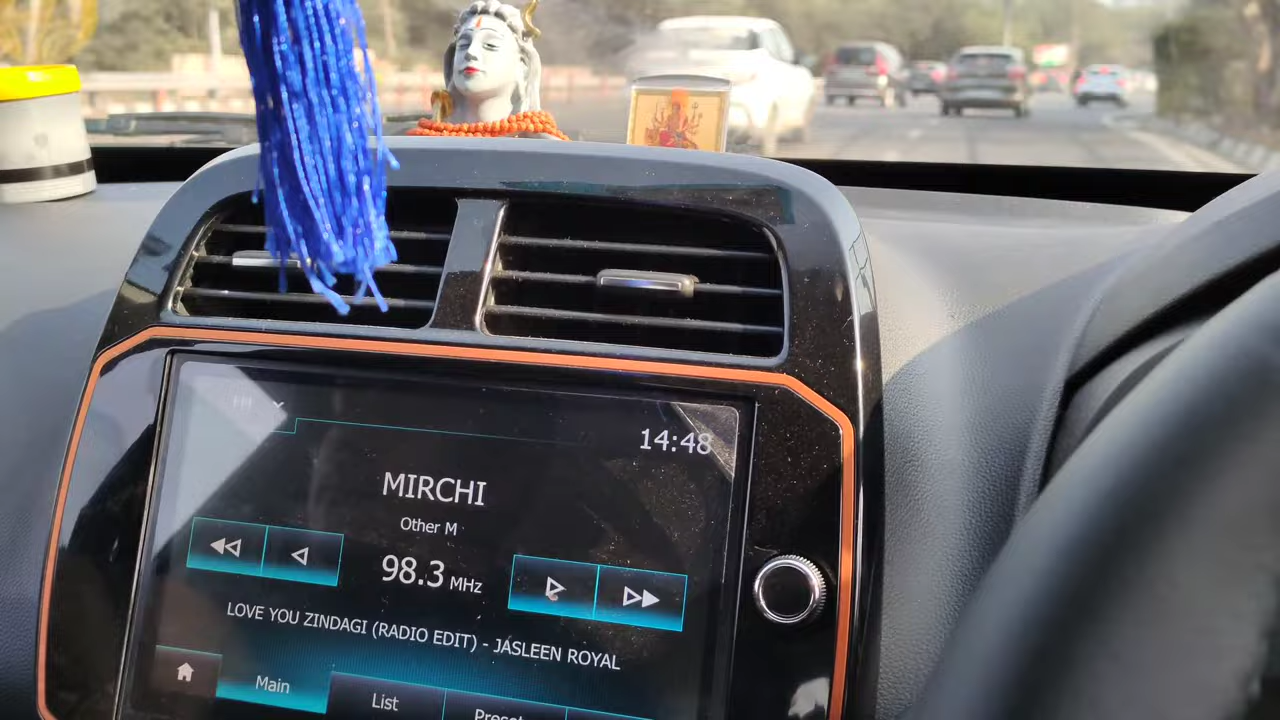 14:48
MIRCHI
Other M
98.3 MHz
LOVE YOU ZINDAGI (RADIO EDIT) - JASLEEN ROYAL
Main
List